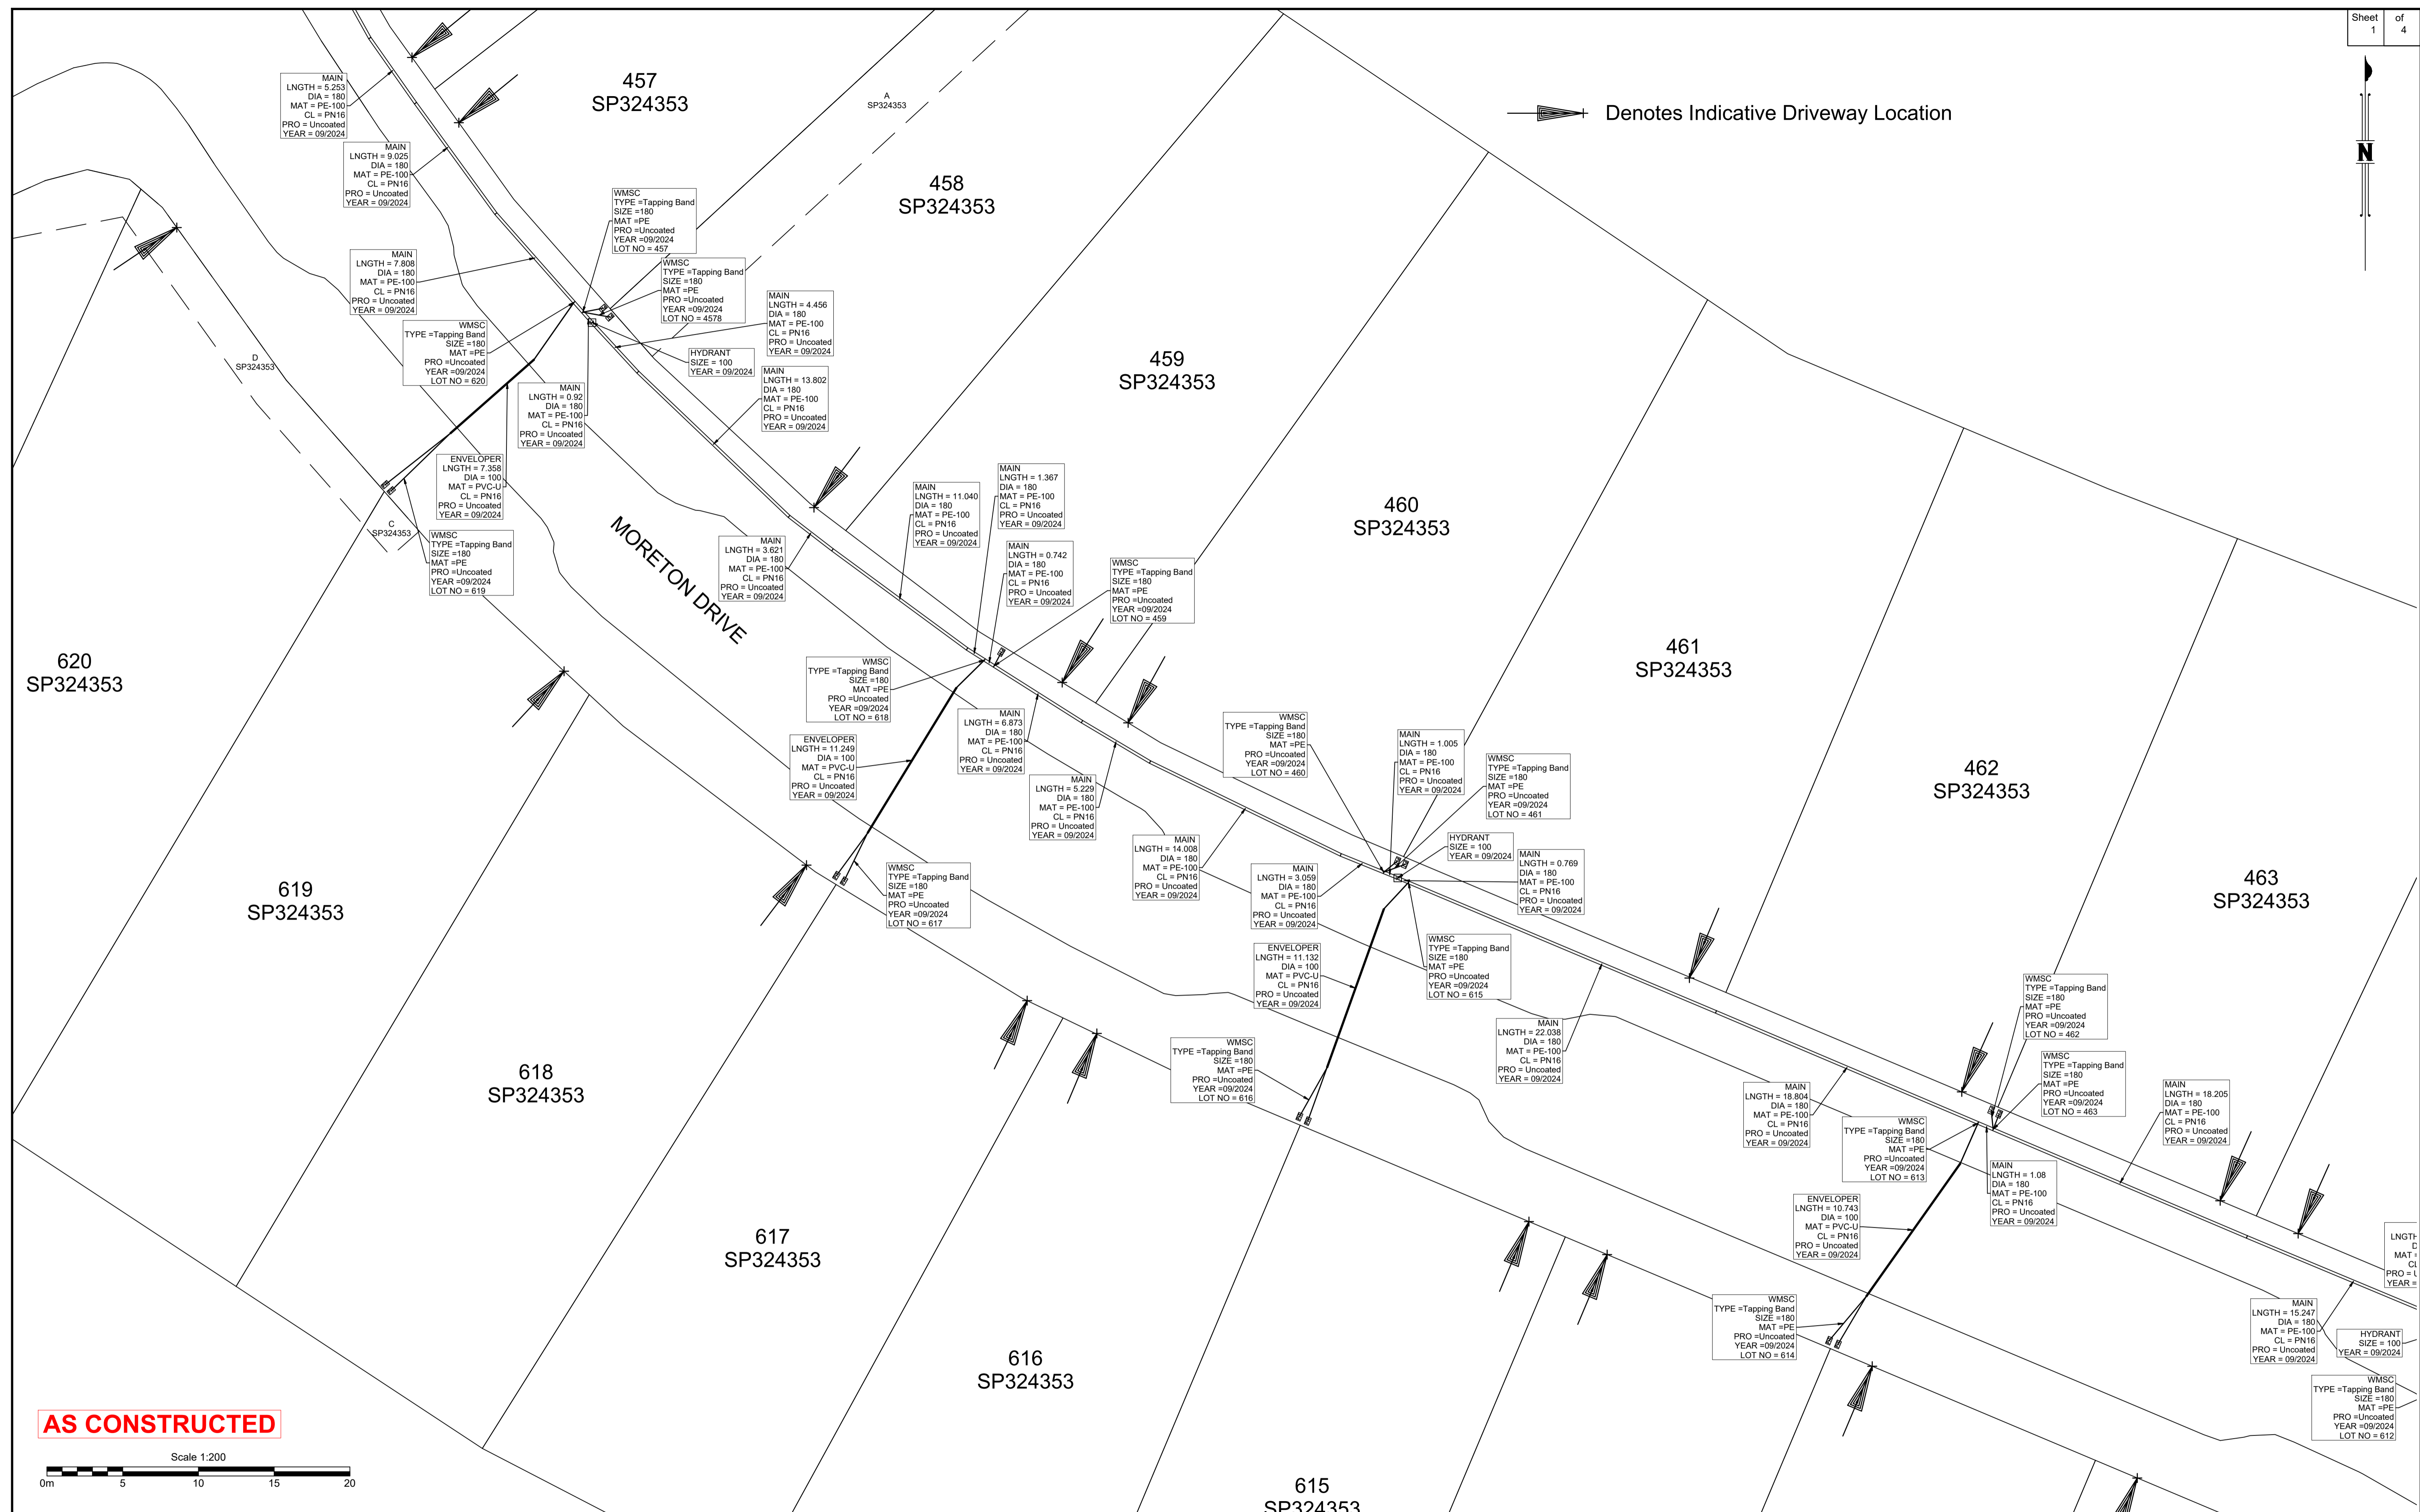 Sheet of
1 4
Denotes Indicative Driveway Location
N
457
SP324353
A
SP324353
458
SP324353
459
SP324353
460
SP324353
461
SP324353
462
SP324353
463
SP324353
MAIN
LNGTH = 5.253
DIA = 180
MAT = PE-100
CL = PN16
PRO = Uncoated
YEAR = 09/2024
MAIN
LNGTH = 9.025
DIA = 180
MAT = PE-100
CL = PN16
PRO = Uncoated
YEAR = 09/2024
WMSC
TYPE =Tapping Band
SIZE =180
MAT =PE
PRO =Uncoated
YEAR =09/2024
LOT NO = 457
MAIN
LNGTH = 7.808
DIA = 180
MAT = PE-100
CL = PN16
PRO = Uncoated
YEAR = 09/2024
WMSC
TYPE =Tapping Band
SIZE =180
MAT =PE
PRO =Uncoated
YEAR =09/2024
LOT NO = 4578
MAIN
LNGTH = 4.456
DIA = 180
MAT = PE-100
CL = PN16
PRO = Uncoated
YEAR = 09/2024
WMSC
TYPE =Tapping Band
SIZE =180
MAT =PE
PRO =Uncoated
YEAR =09/2024
LOT NO = 620
HYDRANT
SIZE = 100
YEAR = 09/2024
D
SP324353
MAIN
LNGTH = 13.802
DIA = 180
MAT = PE-100
CL = PN16
PRO = Uncoated
YEAR = 09/2024
MAIN
LNGTH = 0.92
DIA = 180
MAT = PE-100
CL = PN16
PRO = Uncoated
YEAR = 09/2024
ENVELOPER
LNGTH = 7.358
DIA = 100
MAT = PVC-U
CL = PN16
PRO = Uncoated
YEAR = 09/2024
C
SP324353
WMSC
TYPE =Tapping Band
SIZE =180
MAT =PE
PRO =Uncoated
YEAR =09/2024
LOT NO = 619
MORETON DRIVE
MAIN
LNGTH = 3.621
DIA = 180
MAT = PE-100
CL = PN16
PRO = Uncoated
YEAR = 09/2024
MAIN
LNGTH = 11.040
DIA = 180
MAT = PE-100
CL = PN16
PRO = Uncoated
YEAR = 09/2024
MAIN
LNGTH = 1.367
DIA = 180
MAT = PE-100
CL = PN16
PRO = Uncoated
YEAR = 09/2024
MAIN
LNGTH = 0.742
DIA = 180
MAT = PE-100
CL = PN16
PRO = Uncoated
YEAR = 09/2024
WMSC
TYPE =Tapping Band
SIZE =180
MAT =PE
PRO =Uncoated
YEAR =09/2024
LOT NO = 459
WMSC
TYPE =Tapping Band
SIZE =180
MAT =PE
PRO =Uncoated
YEAR =09/2024
LOT NO = 618
ENVELOPER
LNGTH = 11.249
DIA = 100
MAT = PVC-U
CL = PN16
PRO = Uncoated
YEAR = 09/2024
MAIN
LNGTH = 6.873
DIA = 180
MAT = PE-100
CL = PN16
PRO = Uncoated
YEAR = 09/2024
MAIN
LNGTH = 5.229
DIA = 180
MAT = PE-100
CL = PN16
PRO = Uncoated
YEAR = 09/2024
WMSC
TYPE =Tapping Band
SIZE =180
MAT =PE
PRO =Uncoated
YEAR =09/2024
LOT NO = 460
MAIN
LNGTH = 1.005
DIA = 180
MAT = PE-100
CL = PN16
PRO = Uncoated
YEAR = 09/2024
WMSC
TYPE =Tapping Band
SIZE =180
MAT =PE
PRO =Uncoated
YEAR =09/2024
LOT NO = 461
HYDRANT
SIZE = 100
YEAR = 09/2024
MAIN
LNGTH = 0.769
DIA = 180
MAT = PE-100
CL = PN16
PRO = Uncoated
YEAR = 09/2024
MAIN
LNGTH = 14.008
DIA = 180
MAT = PE-100
CL = PN16
PRO = Uncoated
YEAR = 09/2024
MAIN
LNGTH = 3.059
DIA = 180
MAT = PE-100
CL = PN16
PRO = Uncoated
YEAR = 09/2024
WMSC
TYPE =Tapping Band
SIZE =180
MAT =PE
PRO =Uncoated
YEAR =09/2024
LOT NO = 617
ENVELOPER
LNGTH = 11.132
DIA = 100
MAT = PVC-U
CL = PN16
PRO = Uncoated
YEAR = 09/2024
WMSC
TYPE =Tapping Band
SIZE =180
MAT =PE
PRO =Uncoated
YEAR =09/2024
LOT NO = 615
MAIN
LNGTH = 22.038
DIA = 180
MAT = PE-100
CL = PN16
PRO = Uncoated
YEAR = 09/2024
WMSC
TYPE =Tapping Band
SIZE =180
MAT =PE
PRO =Uncoated
YEAR =09/2024
LOT NO = 616
WMSC
TYPE =Tapping Band
SIZE =180
MAT =PE
PRO =Uncoated
YEAR =09/2024
LOT NO = 462
WMSC
TYPE =Tapping Band
SIZE =180
MAT =PE
PRO =Uncoated
YEAR =09/2024
LOT NO = 463
MAIN
LNGTH = 18.205
DIA = 180
MAT = PE-100
CL = PN16
PRO = Uncoated
YEAR = 09/2024
MAIN
LNGTH = 18.804
DIA = 180
MAT = PE-100
CL = PN16
PRO = Uncoated
YEAR = 09/2024
WMSC
TYPE =Tapping Band
SIZE =180
MAT =PE
PRO =Uncoated
YEAR =09/2024
LOT NO = 613
MAIN
LNGTH = 1.08
DIA = 180
MAT = PE-100
CL = PN16
PRO = Uncoated
YEAR = 09/2024
ENVELOPER
LNGTH = 10.743
DIA = 100
MAT = PVC-U
CL = PN16
PRO = Uncoated
YEAR = 09/2024
WMSC
TYPE =Tapping Band
SIZE =180
MAT =PE
PRO =Uncoated
YEAR =09/2024
LOT NO = 614
LNGTH
MAT =
CL
PRO =
YEAR =
MAIN
LNGTH = 15.247
DIA = 180
MAT = PE-100
CL = PN16
PRO = Uncoated
YEAR = 09/2024
HYDRANT
SIZE = 100
YEAR = 09/2024
WMSC
TYPE =Tapping Band
SIZE =180
MAT =PE
PRO =Uncoated
YEAR =09/2024
LOT NO = 612
620
SP324353
619
SP324353
618
SP324353
617
SP324353
616
SP324353
615
SP324353
AS CONSTRUCTED
Scale 1:200
0m 5 10 15 20